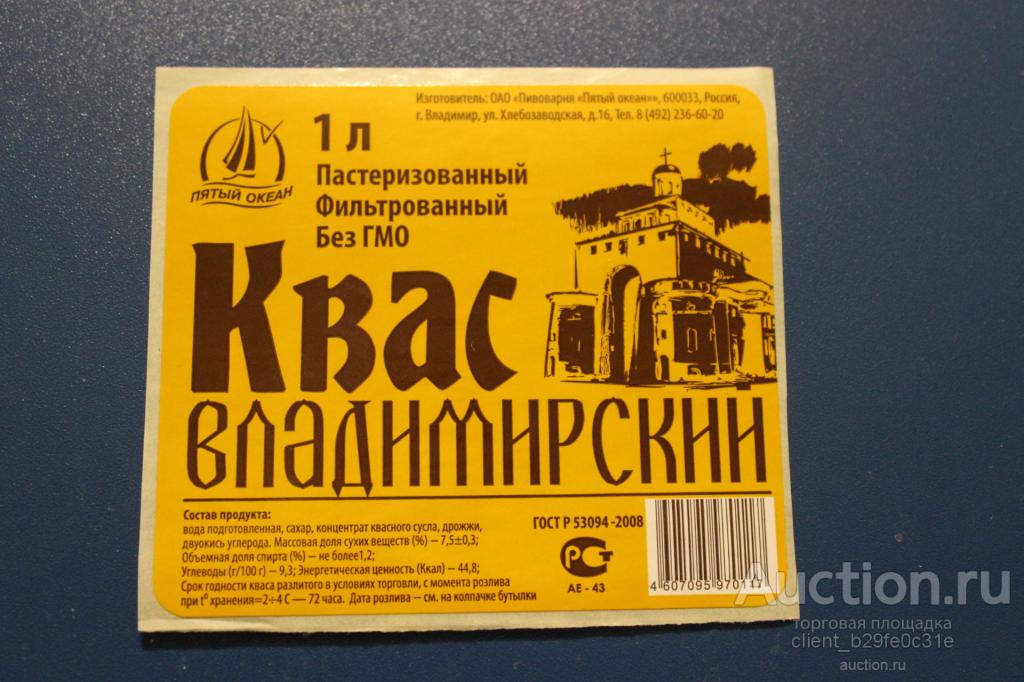 Изготовитель: ОАО «Пивоварня «Пятый океан»», 600033, Россия,
г. Владимир, ул. Хлебозаводская, д.16, Тел. 8 (492) 236-60-20
ПЯТЫЙ ОКЕАН
1 л
Пастеризованный
Фильтрованный
Без ГМО
Квас
Владимирский
Состав продукта:
вода подготовленная, сахар, концентрат квасного сусла, дрожжи,
двуокись углерода. Массовая доля сухих веществ (%) – 7,5±0,3;
Объемная доля спирта (%) – не более1,2;
Углеводы (г/100 г) – 9,3; Энергетическая ценность (Ккал) – 44,8;
Срок годности кваса разлитого в условиях торговли, с момента розлива
при t° хранения=2÷4 С — 72 часа. Дата розлива – см. на колпачке бутылки
ГОСТ Р 53094 -2008
РСТ
АЕ - 43
4 607095 970117
Auction.ru
торговая площадка
client_b29fe0c31e
auction.ru